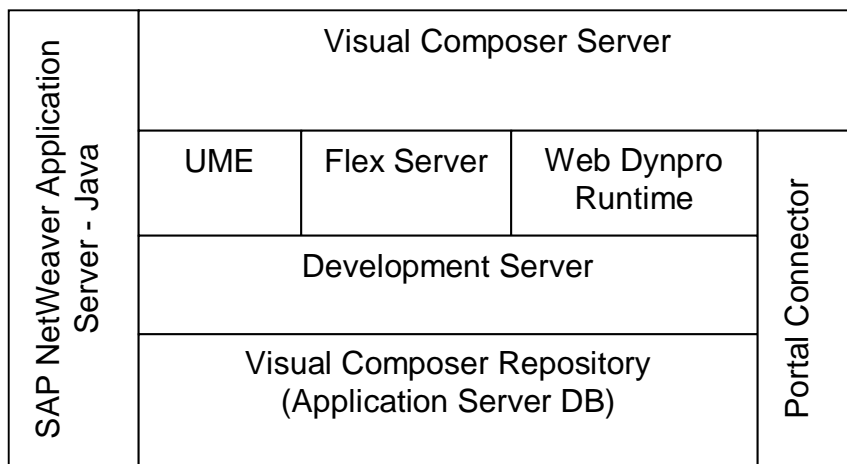 SAP NetWeaver Application
Server - Java
Visual Composer Server
UME
Flex Server
Web Dynpro
Runtime
Portal Connector
Development Server
Visual Composer Repository
(Application Server DB)